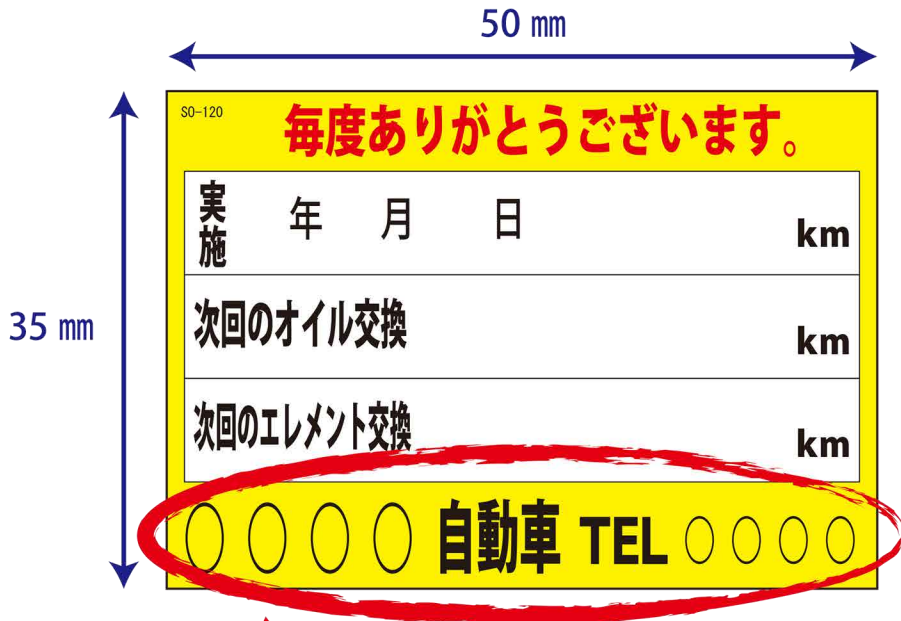 50 mm
35 mm
SO-120
毎度ありがとうございます。
実施 年 月 日 km
次回のオイル交換 km
次回のエレメント交換 km
○○○○自動車 TEL○○○○